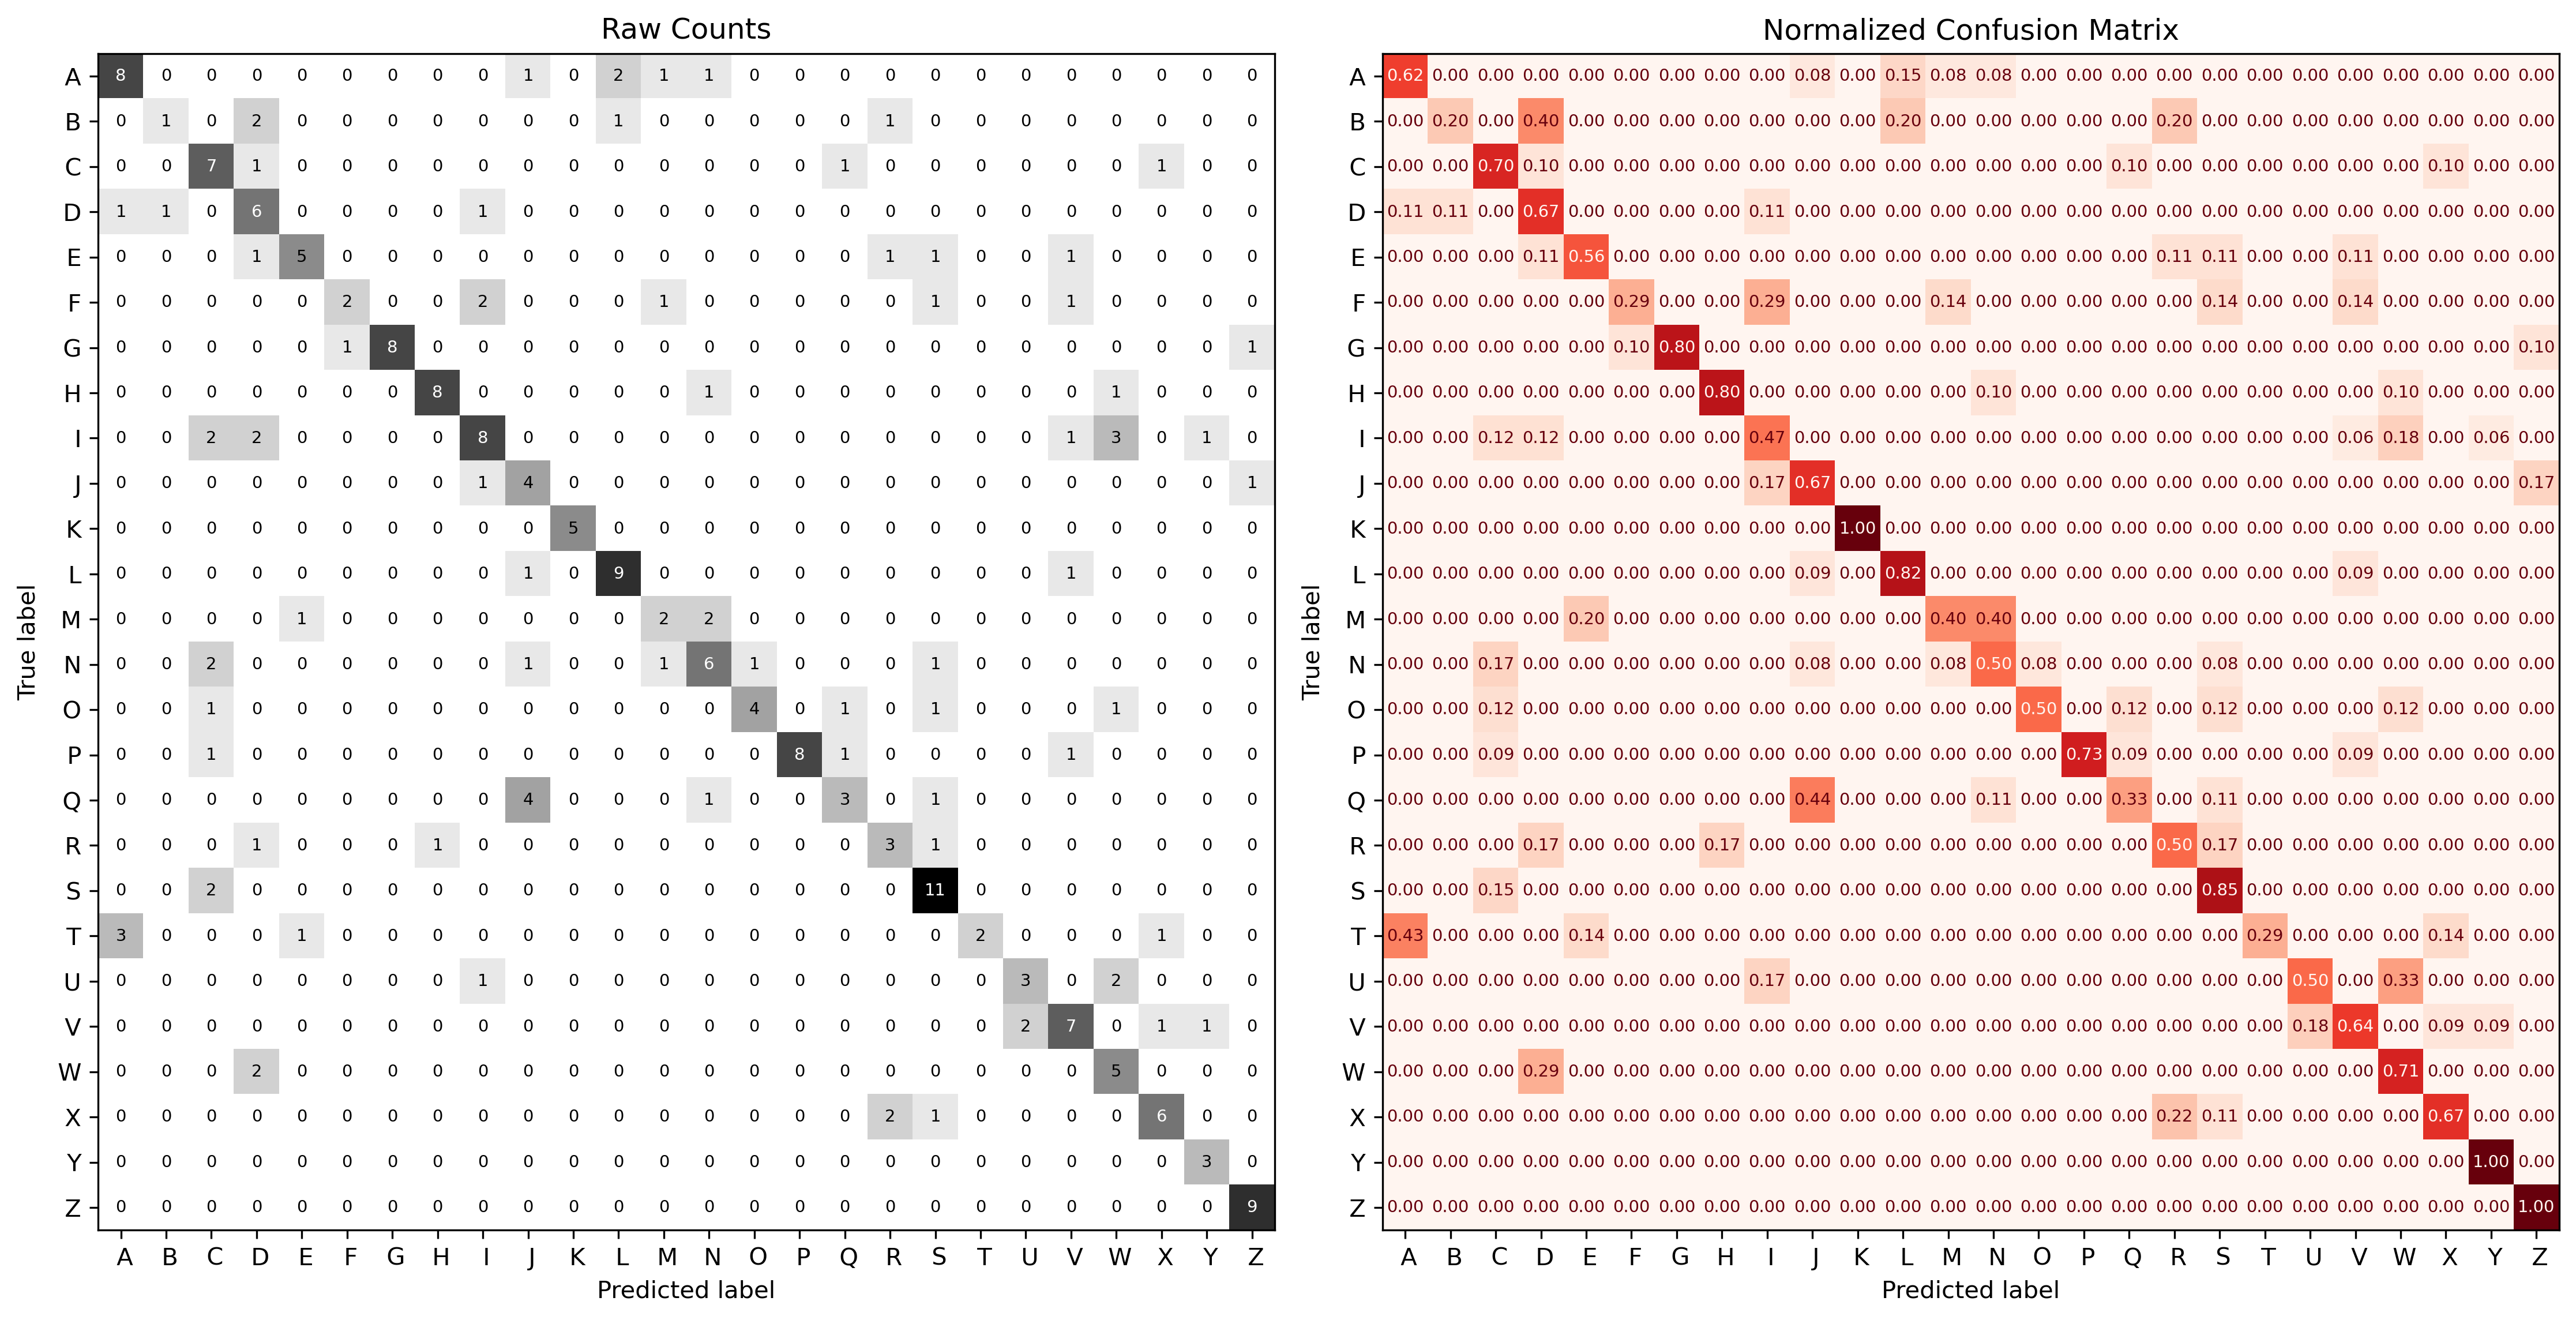 Raw Counts
A 8 0 0 0 0 0 0 0 0 1 0 2 1 1 0 0 0 0 0 0 0 0 0 0 0 0
B 0 1 0 2 0 0 0 0 0 0 0 1 0 0 0 0 0 1 0 0 0 0 0 0 0 0
C 0 0 7 1 0 0 0 0 0 0 0 0 0 0 0 0 1 0 0 0 0 0 0 1 0 0
D 1 1 0 6 0 0 0 0 1 0 0 0 0 0 0 0 0 0 0 0 0 0 0 0 0 0
E 0 0 0 1 5 0 0 0 0 0 0 0 0 0 0 0 0 1 1 0 0 1 0 0 0 0
F 0 0 0 0 0 2 0 0 2 0 0 0 1 0 0 0 0 0 1 0 0 1 0 0 0 0
G 0 0 0 0 0 1 8 0 0 0 0 0 0 0 0 0 0 0 0 0 0 0 0 0 0 1
H 0 0 0 0 0 0 0 8 0 0 0 0 0 1 0 0 0 0 0 0 0 0 1 0 0 0
I 0 0 2 2 0 0 0 0 8 0 0 0 0 0 0 0 0 0 0 0 0 1 3 0 1 0
J 0 0 0 0 0 0 0 0 1 4 0 0 0 0 0 0 0 0 0 0 0 0 0 0 0 1
K 0 0 0 0 0 0 0 0 0 0 5 0 0 0 0 0 0 0 0 0 0 0 0 0 0 0
L 0 0 0 0 0 0 0 0 0 1 0 9 0 0 0 0 0 0 0 0 0 1 0 0 0 0
M 0 0 0 0 1 0 0 0 0 0 0 0 2 2 0 0 0 0 0 0 0 0 0 0 0 0
N 0 0 2 0 0 0 0 0 0 1 0 0 1 6 1 0 0 0 1 0 0 0 0 0 0 0
O 0 0 1 0 0 0 0 0 0 0 0 0 0 0 4 0 1 0 1 0 0 0 1 0 0 0
P 0 0 1 0 0 0 0 0 0 0 0 0 0 0 0 8 1 0 0 0 0 1 0 0 0 0
Q 0 0 0 0 0 0 0 0 0 4 0 0 0 1 0 0 3 0 1 0 0 0 0 0 0 0
R 0 0 0 1 0 0 0 1 0 0 0 0 0 0 0 0 0 3 1 0 0 0 0 0 0 0
S 0 0 2 0 0 0 0 0 0 0 0 0 0 0 0 0 0 0 11 0 0 0 0 0 0 0
T 3 0 0 0 1 0 0 0 0 0 0 0 0 0 0 0 0 0 0 2 0 0 0 1 0 0
U 0 0 0 0 0 0 0 0 1 0 0 0 0 0 0 0 0 0 0 0 3 0 2 0 0 0
V 0 0 0 0 0 0 0 0 0 0 0 0 0 0 0 0 0 0 0 0 2 7 0 1 1 0
W 0 0 0 2 0 0 0 0 0 0 0 0 0 0 0 0 0 0 0 0 0 0 5 0 0 0
X 0 0 0 0 0 0 0 0 0 0 0 0 0 0 0 0 0 2 1 0 0 0 0 6 0 0
Y 0 0 0 0 0 0 0 0 0 0 0 0 0 0 0 0 0 0 0 0 0 0 0 0 3 0
Z 0 0 0 0 0 0 0 0 0 0 0 0 0 0 0 0 0 0 0 0 0 0 0 0 0 9
A B C D E F G H I J K L M N O P Q R S T U V W X Y Z
Predicted label
True label
Normalized Confusion Matrix
A 0.62 0.00 0.00 0.00 0.00 0.00 0.00 0.00 0.00 0.08 0.00 0.15 0.08 0.08 0.00 0.00 0.00 0.00 0.00 0.00 0.00 0.00 0.00 0.00 0.00 0.00
B 0.00 0.20 0.00 0.40 0.00 0.00 0.00 0.00 0.00 0.00 0.00 0.20 0.00 0.00 0.00 0.00 0.00 0.20 0.00 0.00 0.00 0.00 0.00 0.00 0.00 0.00
C 0.00 0.00 0.70 0.10 0.00 0.00 0.00 0.00 0.00 0.00 0.00 0.00 0.00 0.00 0.00 0.00 0.10 0.00 0.00 0.00 0.00 0.00 0.00 0.10 0.00 0.00
D 0.11 0.11 0.00 0.67 0.00 0.00 0.00 0.00 0.11 0.00 0.00 0.00 0.00 0.00 0.00 0.00 0.00 0.00 0.00 0.00 0.00 0.00 0.00 0.00 0.00 0.00
E 0.00 0.00 0.00 0.11 0.56 0.00 0.00 0.00 0.00 0.00 0.00 0.00 0.00 0.00 0.00 0.00 0.00 0.11 0.11 0.00 0.00 0.11 0.00 0.00 0.00 0.00
F 0.00 0.00 0.00 0.00 0.00 0.29 0.00 0.00 0.29 0.00 0.00 0.00 0.14 0.00 0.00 0.00 0.00 0.00 0.14 0.00 0.00 0.14 0.00 0.00 0.00 0.00
G 0.00 0.00 0.00 0.00 0.00 0.10 0.80 0.00 0.00 0.00 0.00 0.00 0.00 0.00 0.00 0.00 0.00 0.00 0.00 0.00 0.00 0.00 0.00 0.00 0.00 0.10
H 0.00 0.00 0.00 0.00 0.00 0.00 0.00 0.80 0.00 0.00 0.00 0.00 0.00 0.10 0.00 0.00 0.00 0.00 0.00 0.00 0.00 0.00 0.10 0.00 0.00 0.00
I 0.00 0.00 0.12 0.12 0.00 0.00 0.00 0.00 0.47 0.00 0.00 0.00 0.00 0.00 0.00 0.00 0.00 0.00 0.00 0.00 0.00 0.06 0.18 0.00 0.06 0.00
J 0.00 0.00 0.00 0.00 0.00 0.00 0.00 0.00 0.17 0.67 0.00 0.00 0.00 0.00 0.00 0.00 0.00 0.00 0.00 0.00 0.00 0.00 0.00 0.00 0.00 0.17
K 0.00 0.00 0.00 0.00 0.00 0.00 0.00 0.00 0.00 0.00 1.00 0.00 0.00 0.00 0.00 0.00 0.00 0.00 0.00 0.00 0.00 0.00 0.00 0.00 0.00 0.00
L 0.00 0.00 0.00 0.00 0.00 0.00 0.00 0.00 0.00 0.09 0.00 0.82 0.00 0.00 0.00 0.00 0.00 0.00 0.00 0.00 0.00 0.09 0.00 0.00 0.00 0.00
M 0.00 0.00 0.00 0.00 0.20 0.00 0.00 0.00 0.00 0.00 0.00 0.00 0.40 0.40 0.00 0.00 0.00 0.00 0.00 0.00 0.00 0.00 0.00 0.00 0.00 0.00
N 0.00 0.00 0.17 0.00 0.00 0.00 0.00 0.00 0.00 0.08 0.00 0.00 0.08 0.50 0.08 0.00 0.00 0.00 0.08 0.00 0.00 0.00 0.00 0.00 0.00 0.00
O 0.00 0.00 0.12 0.00 0.00 0.00 0.00 0.00 0.00 0.00 0.00 0.00 0.00 0.00 0.50 0.00 0.12 0.00 0.12 0.00 0.00 0.00 0.12 0.00 0.00 0.00
P 0.00 0.00 0.09 0.00 0.00 0.00 0.00 0.00 0.00 0.00 0.00 0.00 0.00 0.00 0.00 0.73 0.09 0.00 0.00 0.00 0.00 0.09 0.00 0.00 0.00 0.00
Q 0.00 0.00 0.00 0.00 0.00 0.00 0.00 0.00 0.00 0.44 0.00 0.00 0.00 0.11 0.00 0.00 0.33 0.00 0.11 0.00 0.00 0.00 0.00 0.00 0.00 0.00
R 0.00 0.00 0.00 0.17 0.00 0.00 0.00 0.17 0.00 0.00 0.00 0.00 0.00 0.00 0.00 0.00 0.00 0.50 0.17 0.00 0.00 0.00 0.00 0.00 0.00 0.00
S 0.00 0.00 0.15 0.00 0.00 0.00 0.00 0.00 0.00 0.00 0.00 0.00 0.00 0.00 0.00 0.00 0.00 0.00 0.85 0.00 0.00 0.00 0.00 0.00 0.00 0.00
T 0.43 0.00 0.00 0.00 0.14 0.00 0.00 0.00 0.00 0.00 0.00 0.00 0.00 0.00 0.00 0.00 0.00 0.00 0.00 0.29 0.00 0.00 0.00 0.14 0.00 0.00
U 0.00 0.00 0.00 0.00 0.00 0.00 0.00 0.00 0.17 0.00 0.00 0.00 0.00 0.00 0.00 0.00 0.00 0.00 0.00 0.00 0.50 0.00 0.33 0.00 0.00 0.00
V 0.00 0.00 0.00 0.00 0.00 0.00 0.00 0.00 0.00 0.00 0.00 0.00 0.00 0.00 0.00 0.00 0.00 0.00 0.00 0.00 0.18 0.64 0.00 0.09 0.09 0.00
W 0.00 0.00 0.00 0.29 0.00 0.00 0.00 0.00 0.00 0.00 0.00 0.00 0.00 0.00 0.00 0.00 0.00 0.00 0.00 0.00 0.00 0.00 0.71 0.00 0.00 0.00
X 0.00 0.00 0.00 0.00 0.00 0.00 0.00 0.00 0.00 0.00 0.00 0.00 0.00 0.00 0.00 0.00 0.00 0.22 0.11 0.00 0.00 0.00 0.00 0.67 0.00 0.00
Y 0.00 0.00 0.00 0.00 0.00 0.00 0.00 0.00 0.00 0.00 0.00 0.00 0.00 0.00 0.00 0.00 0.00 0.00 0.00 0.00 0.00 0.00 0.00 0.00 1.00 0.00
Z 0.00 0.00 0.00 0.00 0.00 0.00 0.00 0.00 0.00 0.00 0.00 0.00 0.00 0.00 0.00 0.00 0.00 0.00 0.00 0.00 0.00 0.00 0.00 0.00 0.00 1.00
A B C D E F G H I J K L M N O P Q R S T U V W X Y Z
Predicted label
True label